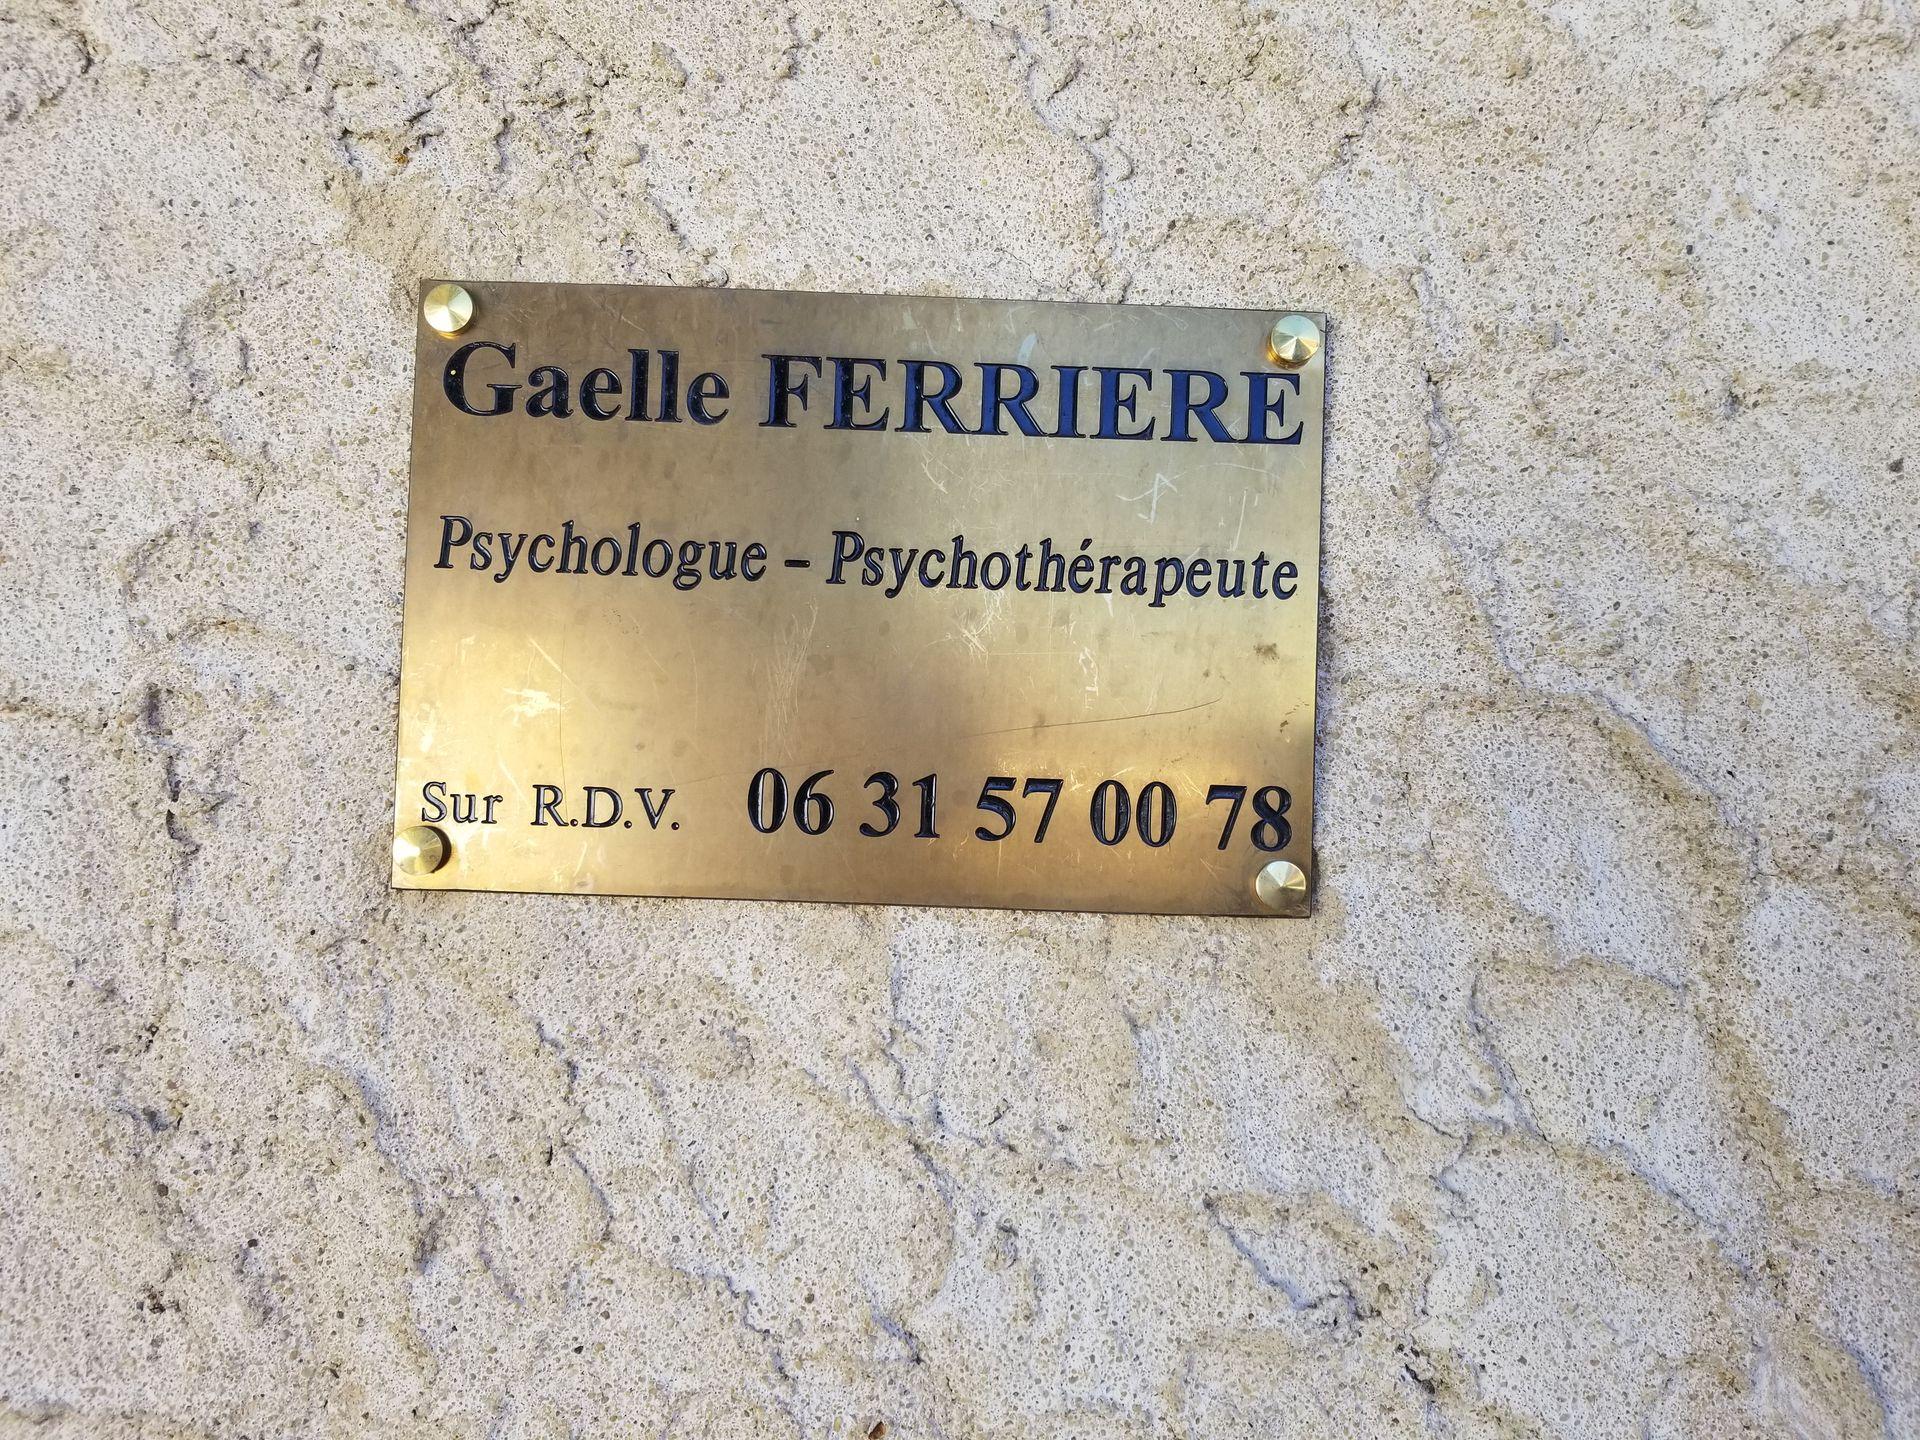 Gaelle FERRIERE
Psychologue - Psychothérapeute
Sur R.D.V. 06 31 57 00 78